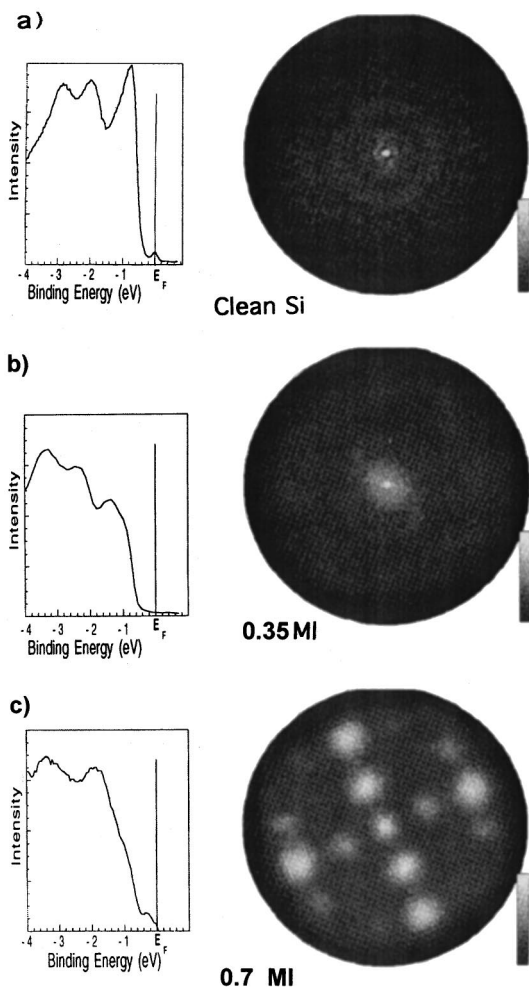 a)
Intensity
-4 -3 -2 -1 E F
Binding Energy (eV)
Clean Si
b)
Intensity
-4 -3 -2 -1 E F
Binding Energy (eV)
0.35 Ml
c)
Intensity
-4 -3 -2 -1 E F
Binding Energy (eV)
0.7 Ml